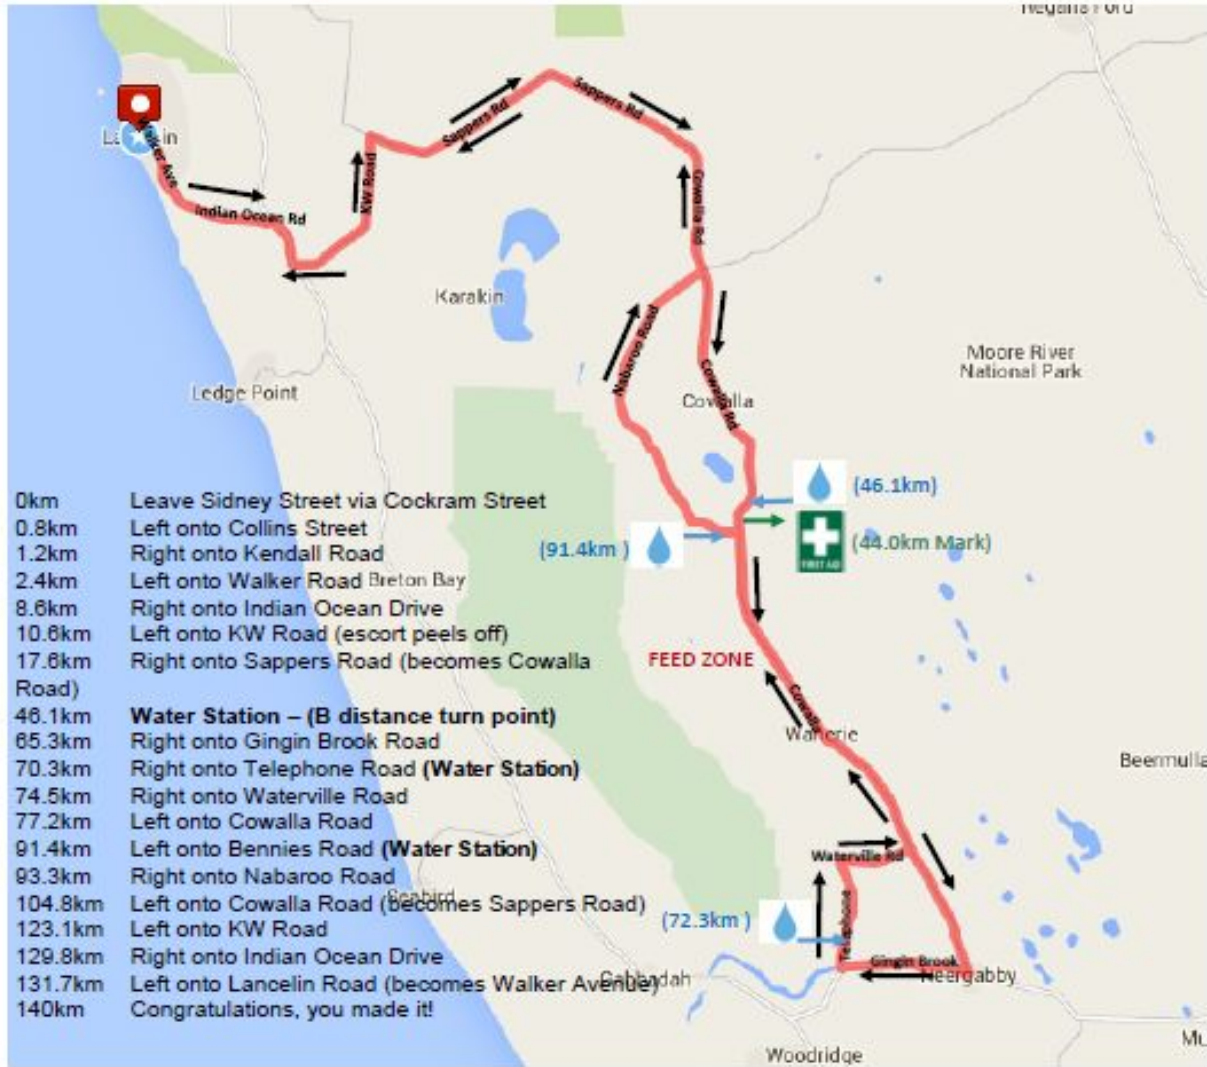 Regans Ford
Lancelin
Walker Ave
Indian Ocean Rd
KW Road
Sappers Rd
Sappers Rd
Cowalla Rd
Karakin
Nabaroo Road
Cowalla Rd
Cowalla
Moore River
National Park
Ledge Point
(46.1km)
(91.4km )
FIRST AID
(44.0km Mark)
Breton Bay
FEED ZONE
Cowalla
Wanerie
Beermulla
Waterville Rd
Seabird
(72.3km )
Telephone
Gingin Brook
Neergabby
Gabbadah
Woodridge
Mu
0km Leave Sidney Street via Cockram Street
0.8km Left onto Collins Street
1.2km Right onto Kendall Road
2.4km Left onto Walker Road
8.6km Right onto Indian Ocean Drive
10.6km Left onto KW Road (escort peels off)
17.6km Right onto Sappers Road (becomes Cowalla
Road)
46.1km Water Station – (B distance turn point)
65.3km Right onto Gingin Brook Road
70.3km Right onto Telephone Road (Water Station)
74.5km Right onto Waterville Road
77.2km Left onto Cowalla Road
91.4km Left onto Bennies Road (Water Station)
93.3km Right onto Nabaroo Road
104.8km Left onto Cowalla Road (becomes Sappers Road)
123.1km Left onto KW Road
129.8km Right onto Indian Ocean Drive
131.7km Left onto Lancelin Road (becomes Walker Avenue)
140km Congratulations, you made it!